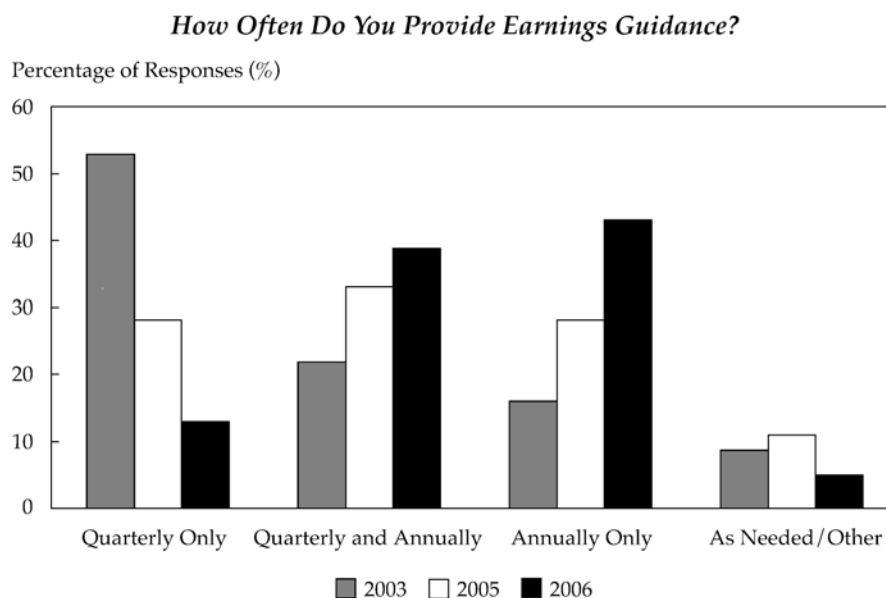 How Often Do You Provide Earnings Guidance?
Percentage of Responses (%)
60
50
40
30
20
10
0
Quarterly Only Quarterly and Annually Annually Only As Needed/Other
2003 2005 2006